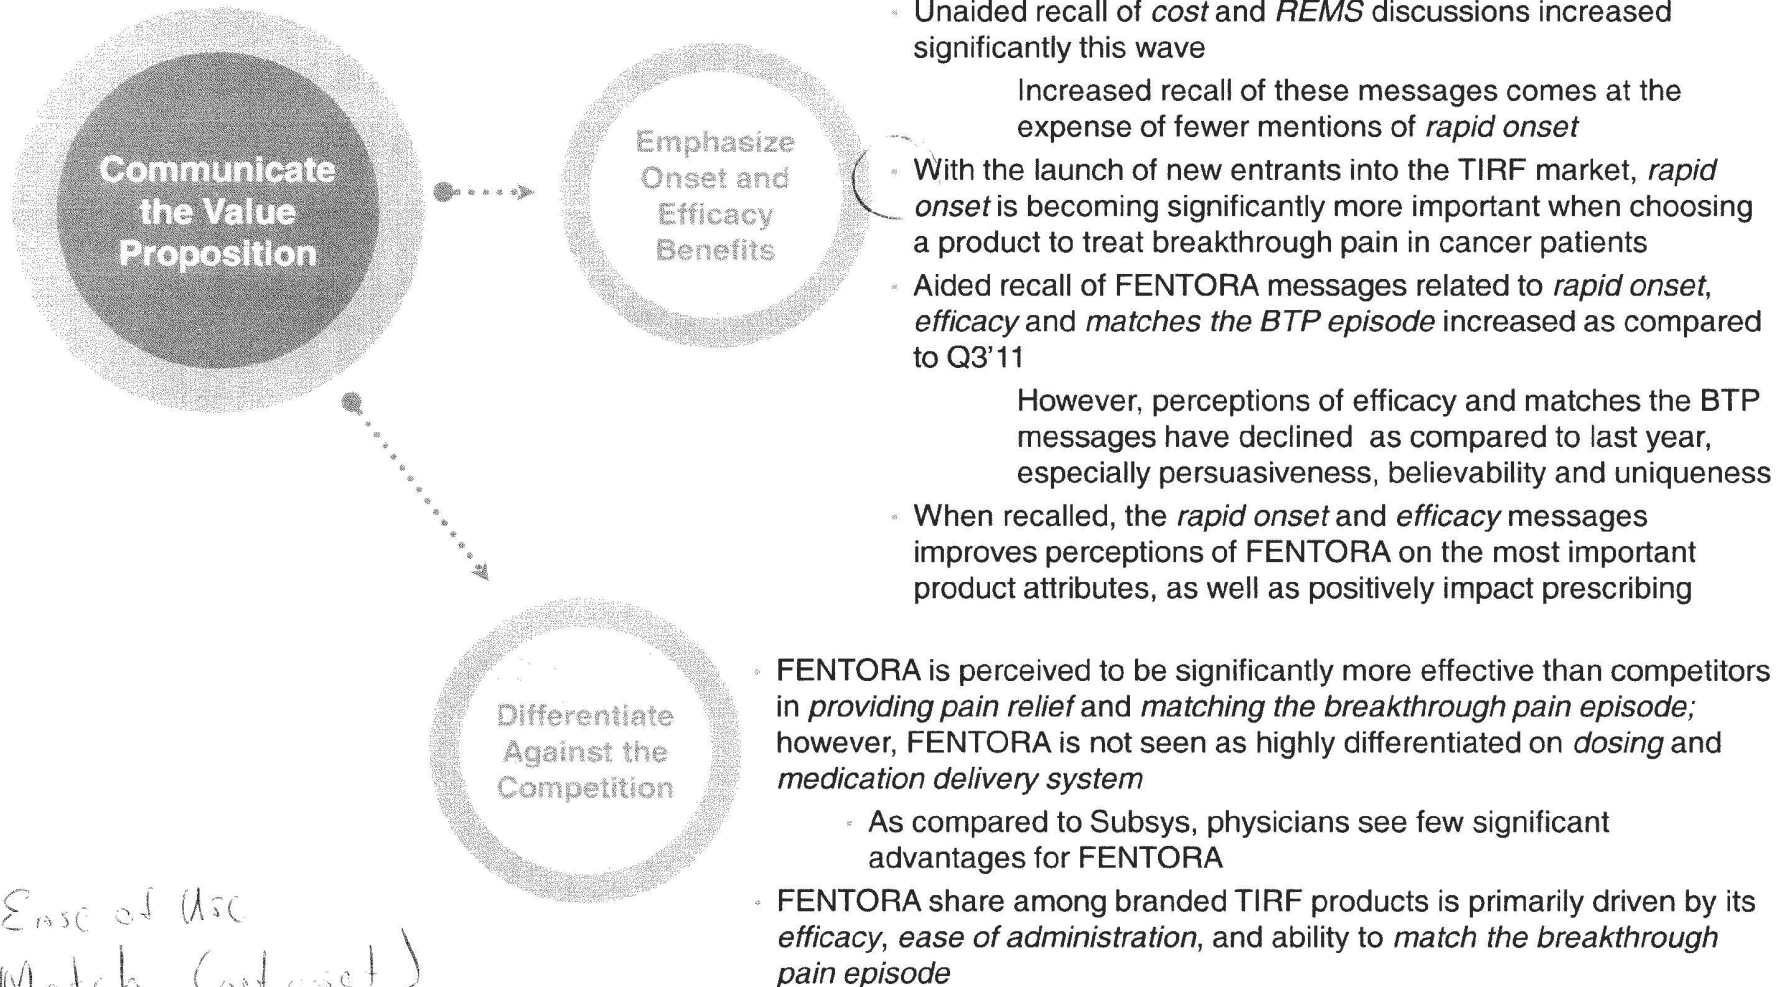 Communicate
the Value
Proposition
Emphasize
Onset and
Efficacy
Benefits
Unaided recall of cost and REMS discussions increased
significantly this wave
Increased recall of these messages comes at the
expense of fewer mentions of rapid onset
With the launch of new entrants into the TIRF market, rapid
onset is becoming significantly more important when choosing
a product to treat breakthrough pain in cancer patients
Aided recall of FENTORA messages related to rapid onset,
efficacy and matches the BTP episode increased as compared
to Q3'11
However, perceptions of efficacy and matches the BTP
messages have declined as compared to last year,
especially persuasiveness, believability and uniqueness
When recalled, the rapid onset and efficacy messages
improves perceptions of FENTORA on the most important
product attributes, as well as positively impact prescribing
Differentiate
Against the
Competition
FENTORA is perceived to be significantly more effective than competitors
in providing pain relief and matching the breakthrough pain episode;
however, FENTORA is not seen as highly differentiated on dosing and
medication delivery system
As compared to Subsys, physicians see few significant
advantages for FENTORA
FENTORA share among branded TIRF products is primarily driven by its
efficacy, ease of administration, and ability to match the breakthrough
pain episode
Ease of Use
Match